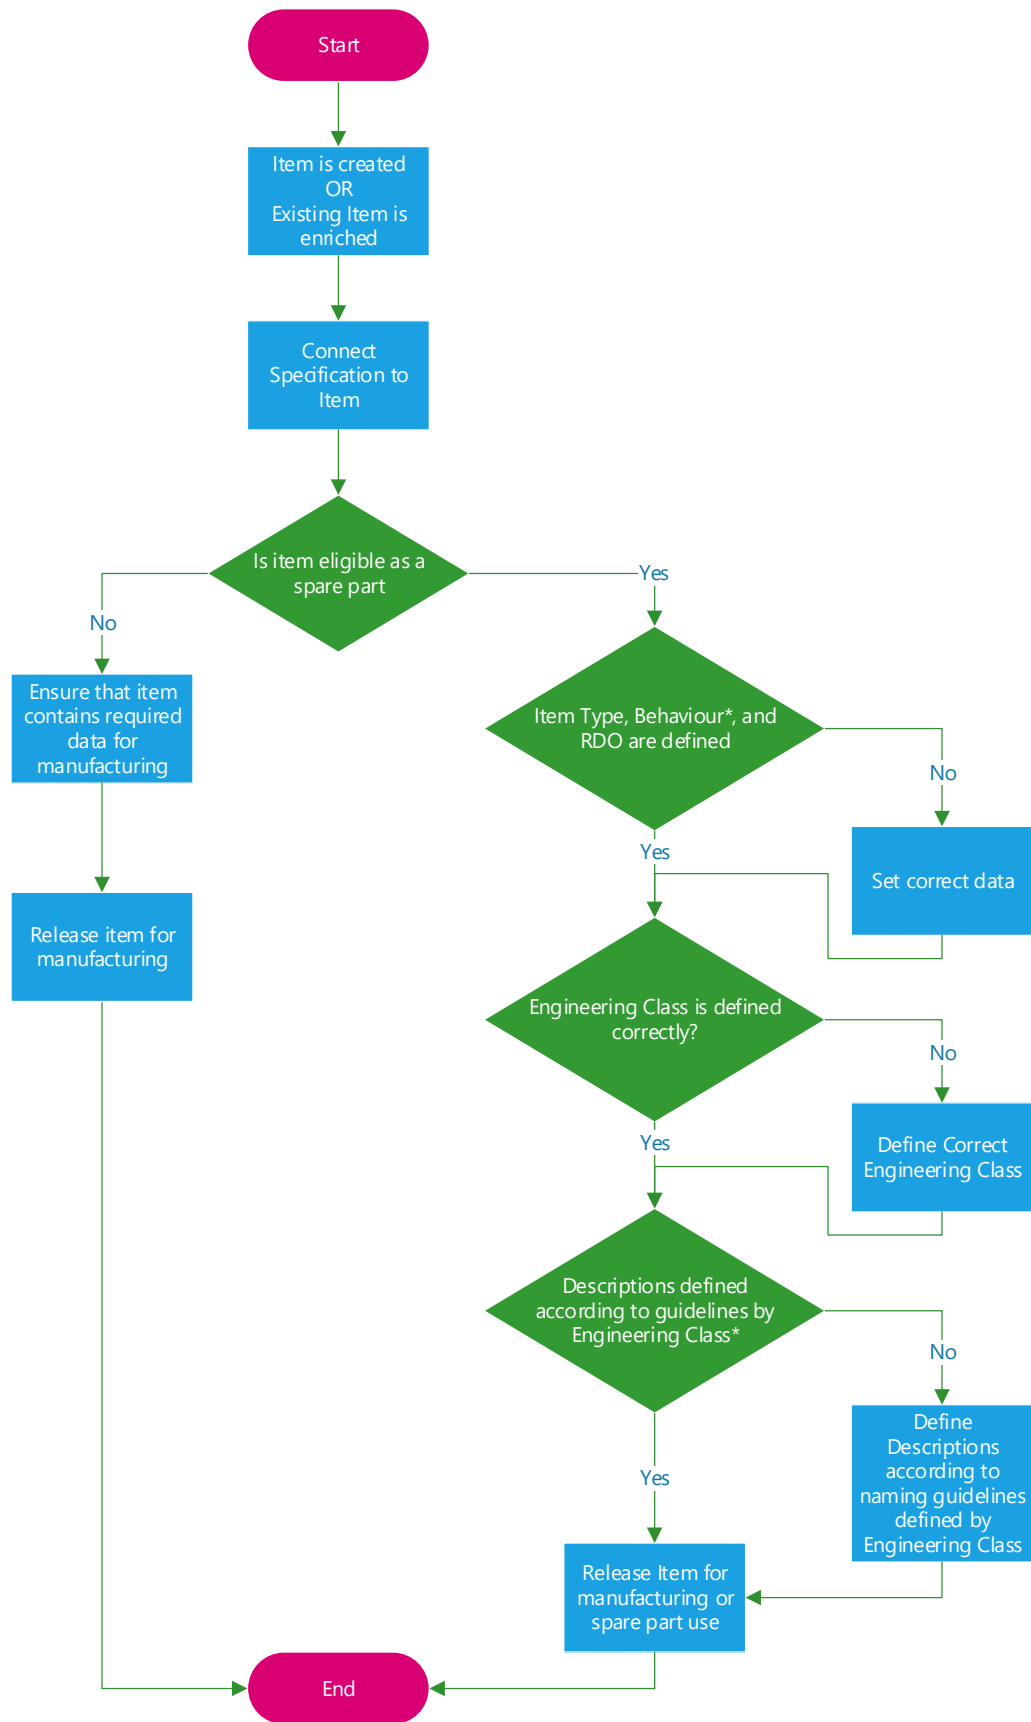 Start
Item is created
OR
Existing Item is
enriched
Connect
Specification to
Item
Is item eligible as a
spare part
Yes
No
Ensure that item
contains required
data for
manufacturing
Item Type, Behaviour*, and
RDO are defined
No
Yes
Set correct data
Release item for
manufacturing
Engineering Class is defined
correctly?
No
Yes
Define Correct
Engineering Class
Descriptions defined
according to guidelines by
Engineering Class*
No
Yes
Define
Descriptions
according to
naming guidelines
defined by
Engineering Class
Release Item for
manufacturing or
spare part use
End